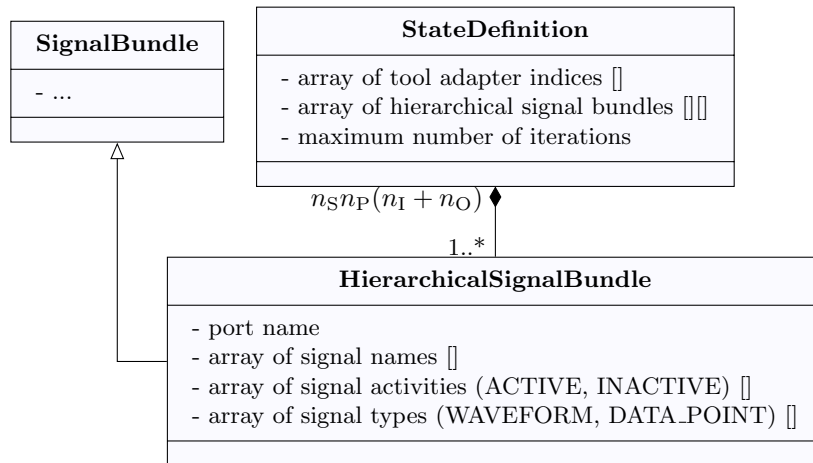 SignalBundle
- ...
StateDefinition
- array of tool adapter indices []
- array of hierarchical signal bundles [][]
- maximum number of iterations
n_S n_P (n_I + n_O)
1..*
HierarchicalSignalBundle
- port name
- array of signal names []
- array of signal activities (ACTIVE, INACTIVE) []
- array of signal types (WAVEFORM, DATA_POINT) []